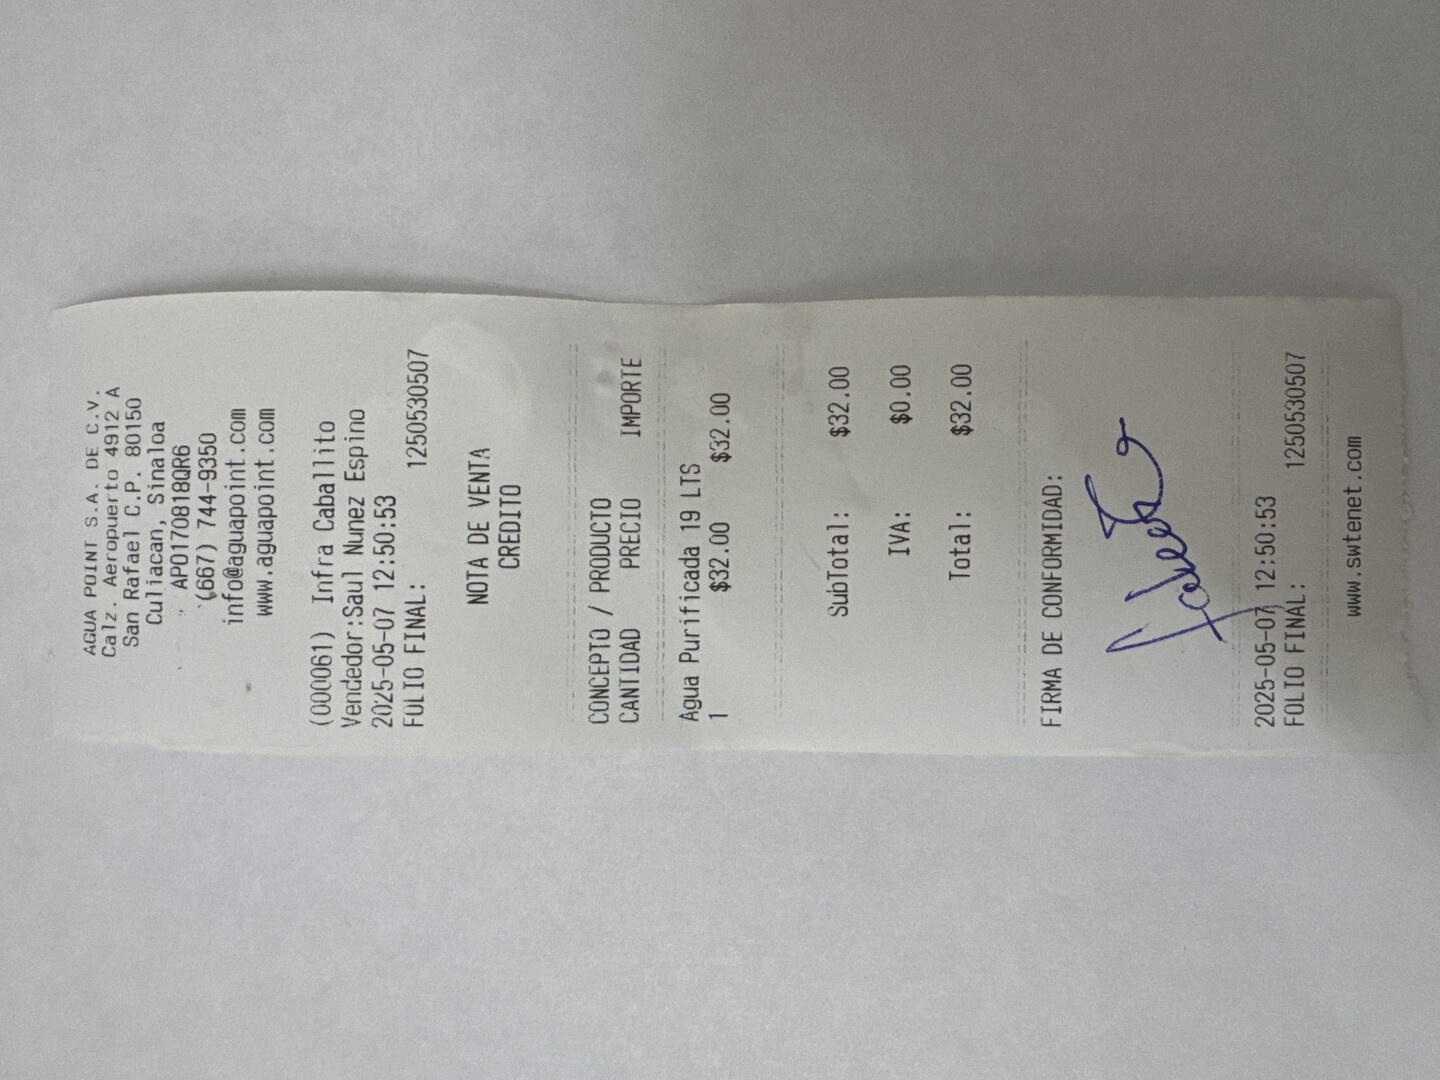 AGUA POINT S.A. DE C.V.
Calz. Aeropuerto 4912 A
San Rafael C.P. 80150
Culiacan, Sinaloa
APO170818QR6
(667) 744-9350
info@aguapoint.com
www.aguapoint.com
(000061) Infra Caballito
Vendedor:Saul Nunez Espino
2025-05-07 12:50:53
FOLIO FINAL: 1250530507
NOTA DE VENTA
CREDITO
CONCEPTO / PRODUCTO
CANTIDAD PRECIO IMPORTE
Agua Purificada 19 LTS
1 $32.00 $32.00
SubTotal: $32.00
IVA: $0.00
Total: $32.00
FIRMA DE CONFORMIDAD:
2025-05-07 12:50:53
FOLIO FINAL: 1250530507
www.swtenet.com